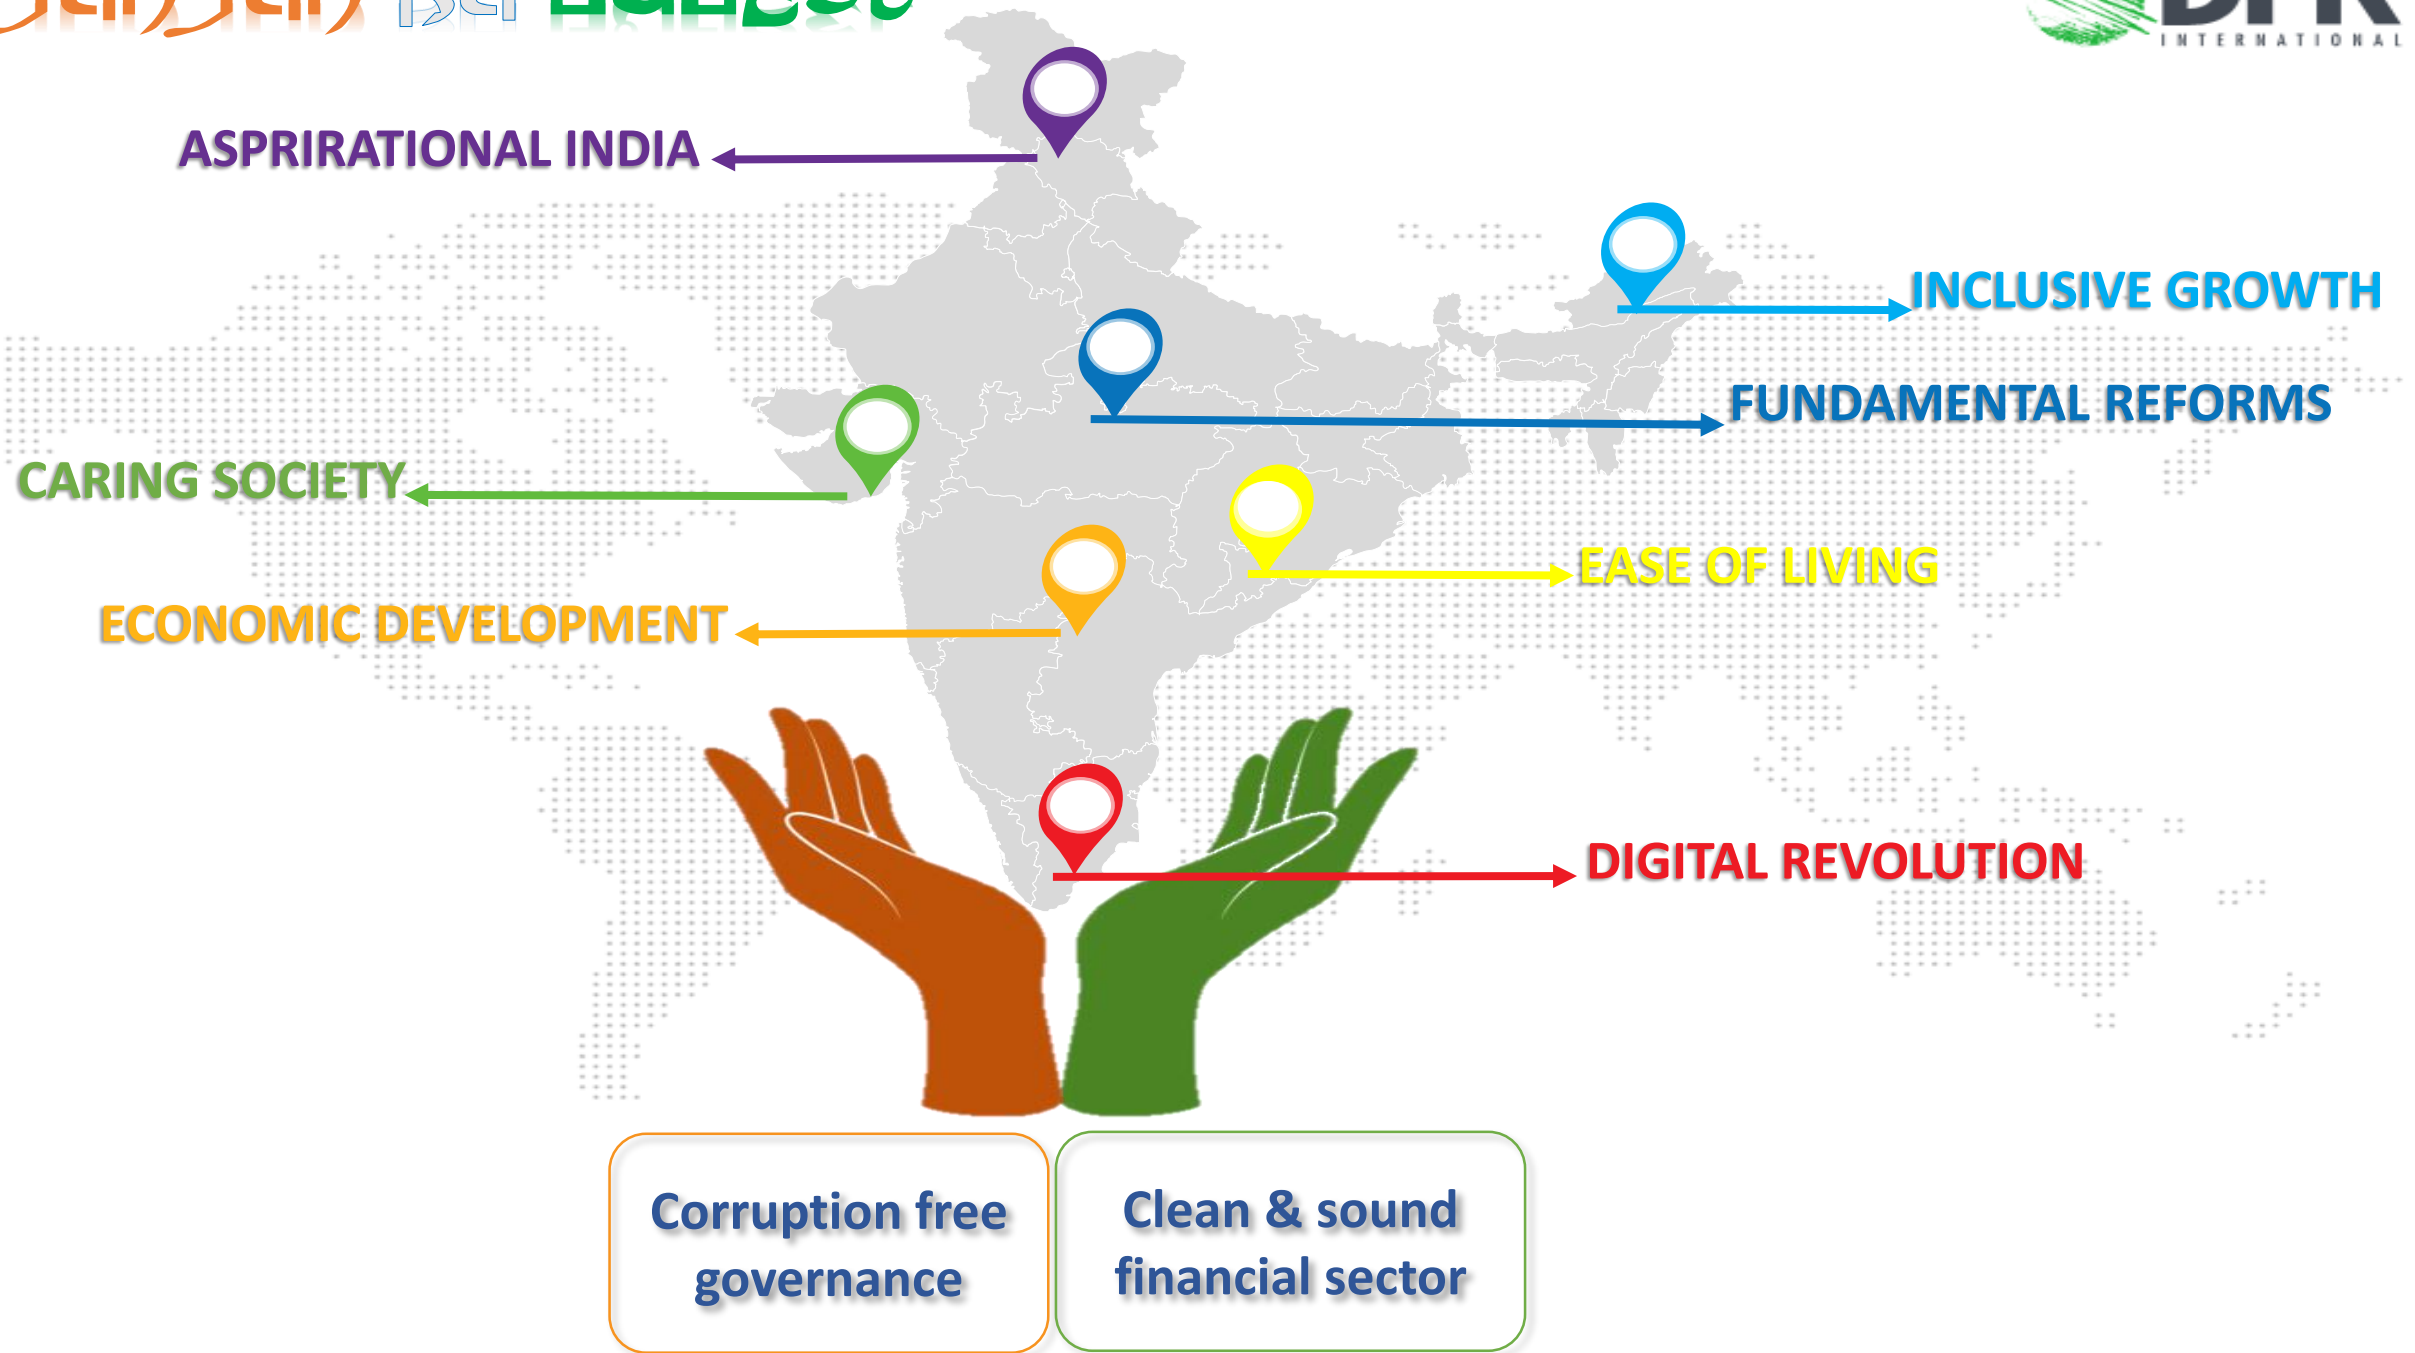 INTERNATIONAL
ASPRIRATIONAL INDIA
INCLUSIVE GROWTH
FUNDAMENTAL REFORMS
CARING SOCIETY
EASE OF LIVING
ECONOMIC DEVELOPMENT
DIGITAL REVOLUTION
Corruption free
governance
Clean & sound
financial sector